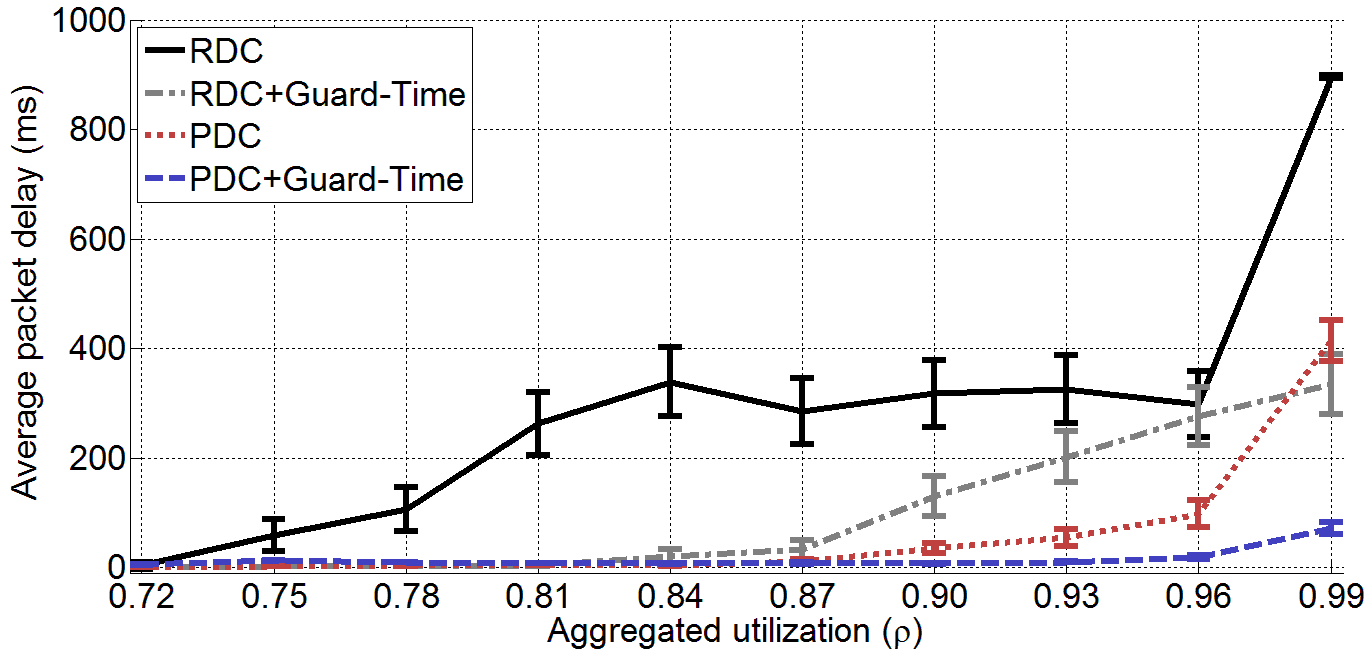 1000
800
600
400
200
0
Average packet delay (ms)
RDC
RDC+Guard-Time
PDC
PDC+Guard-Time
0.72 0.75 0.78 0.81 0.84 0.87 0.90 0.93 0.96 0.99
Aggregated utilization (ρ)